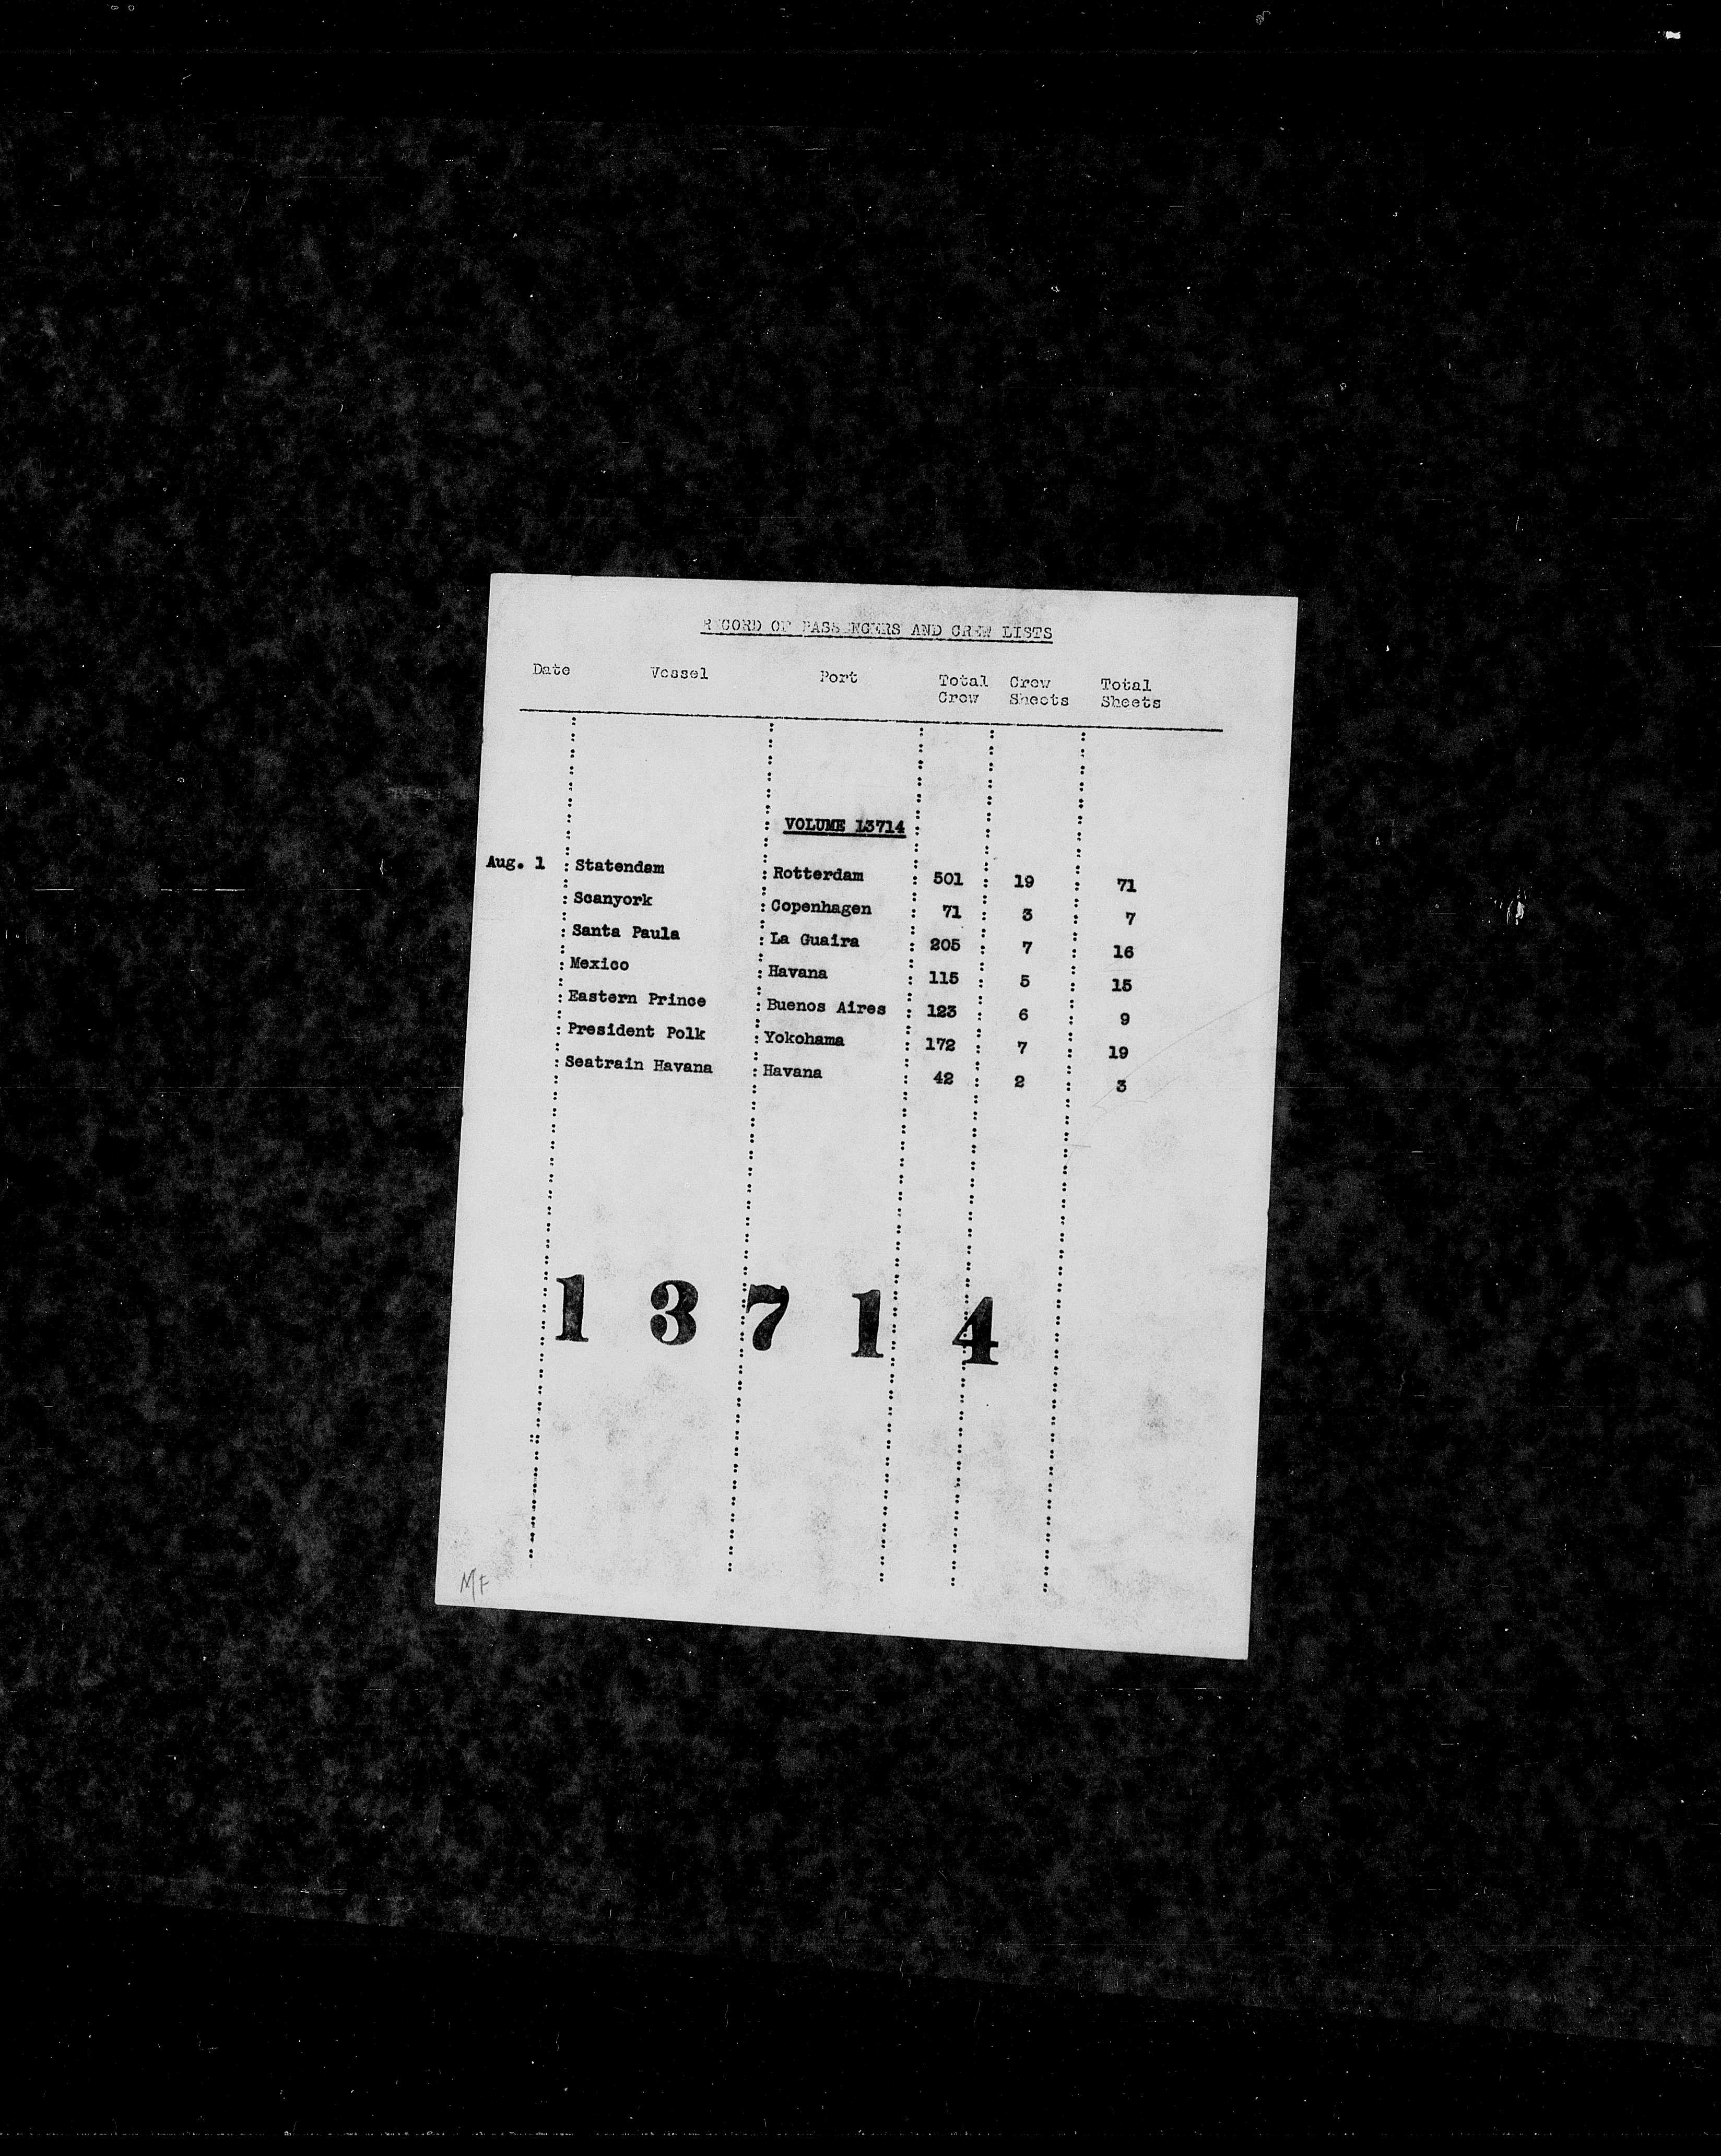 RECORD OF PASSENGERS AND CREW LISTS
Date Vessel Port Total Crew Crew Sheets Total Sheets
VOLUME 13714
Aug. 1 : Statendam : Rotterdam : 501 : 19 : 71
: Scanyork : Copenhagen : 71 : 3 : 7
: Santa Paula : La Guaira : 205 : 7 : 16
: Mexico : Havana : 115 : 5 : 15
: Eastern Prince : Buenos Aires : 123 : 6 : 9
: President Polk : Yokohama : 172 : 7 : 19
: Seatrain Havana : Havana : 42 : 2 : 3
1 3 7 1 4
MF